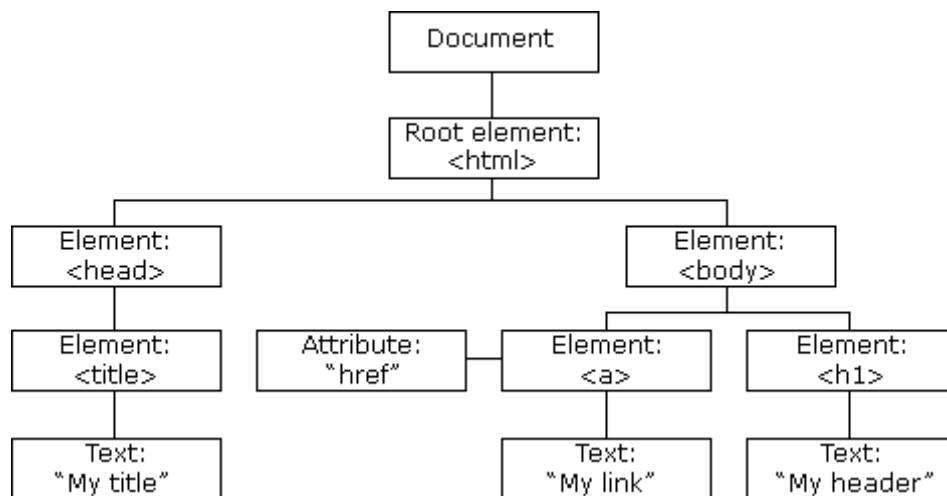 Document
Root element:
<html>
Element:
<head>
Element:
<body>
Element:
<title>
Attribute:
“href”
Element:
<a>
Element:
<h1>
Text:
“My title”
Text:
“My link”
Text:
“My header”